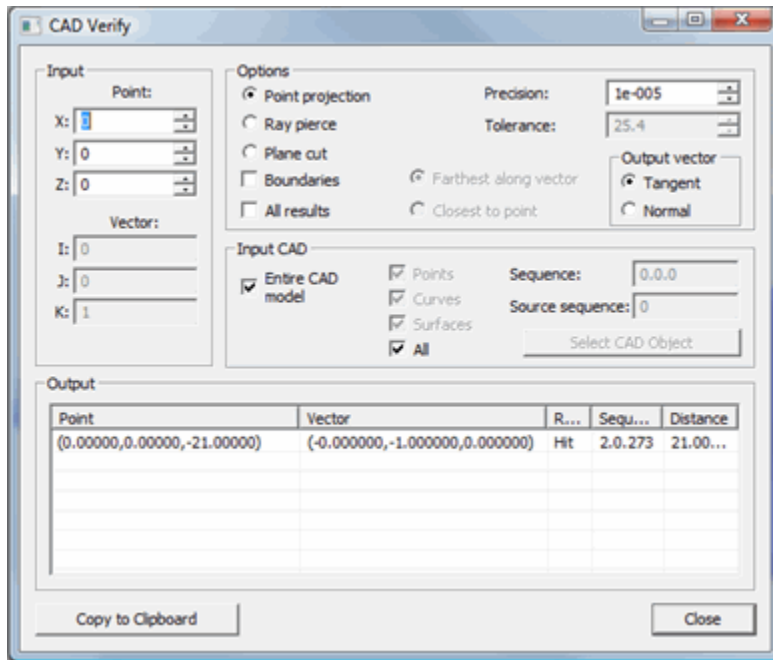 CAD Verify
Input
Point:
X: 0
Y: 0
Z: 0
Vector:
I: 0
J: 0
K: 1
Options
Point projection
Ray pierce
Plane cut
Boundaries
All results
Farthest along vector
Closest to point
Precision: 1e-005
Tolerance: 25.4
Output vector
Tangent
Normal
Input CAD
Entire CAD
model
Points
Curves
Surfaces
All
Sequence: 0.0.0
Source sequence: 0
Select CAD Object
Output
Point Vector R... Sequ... Distance
(0.00000,0.00000,-21.00000) (-0.000000,-1.000000,0.000000) Hit 2.0.273 21.00...
Copy to Clipboard Close